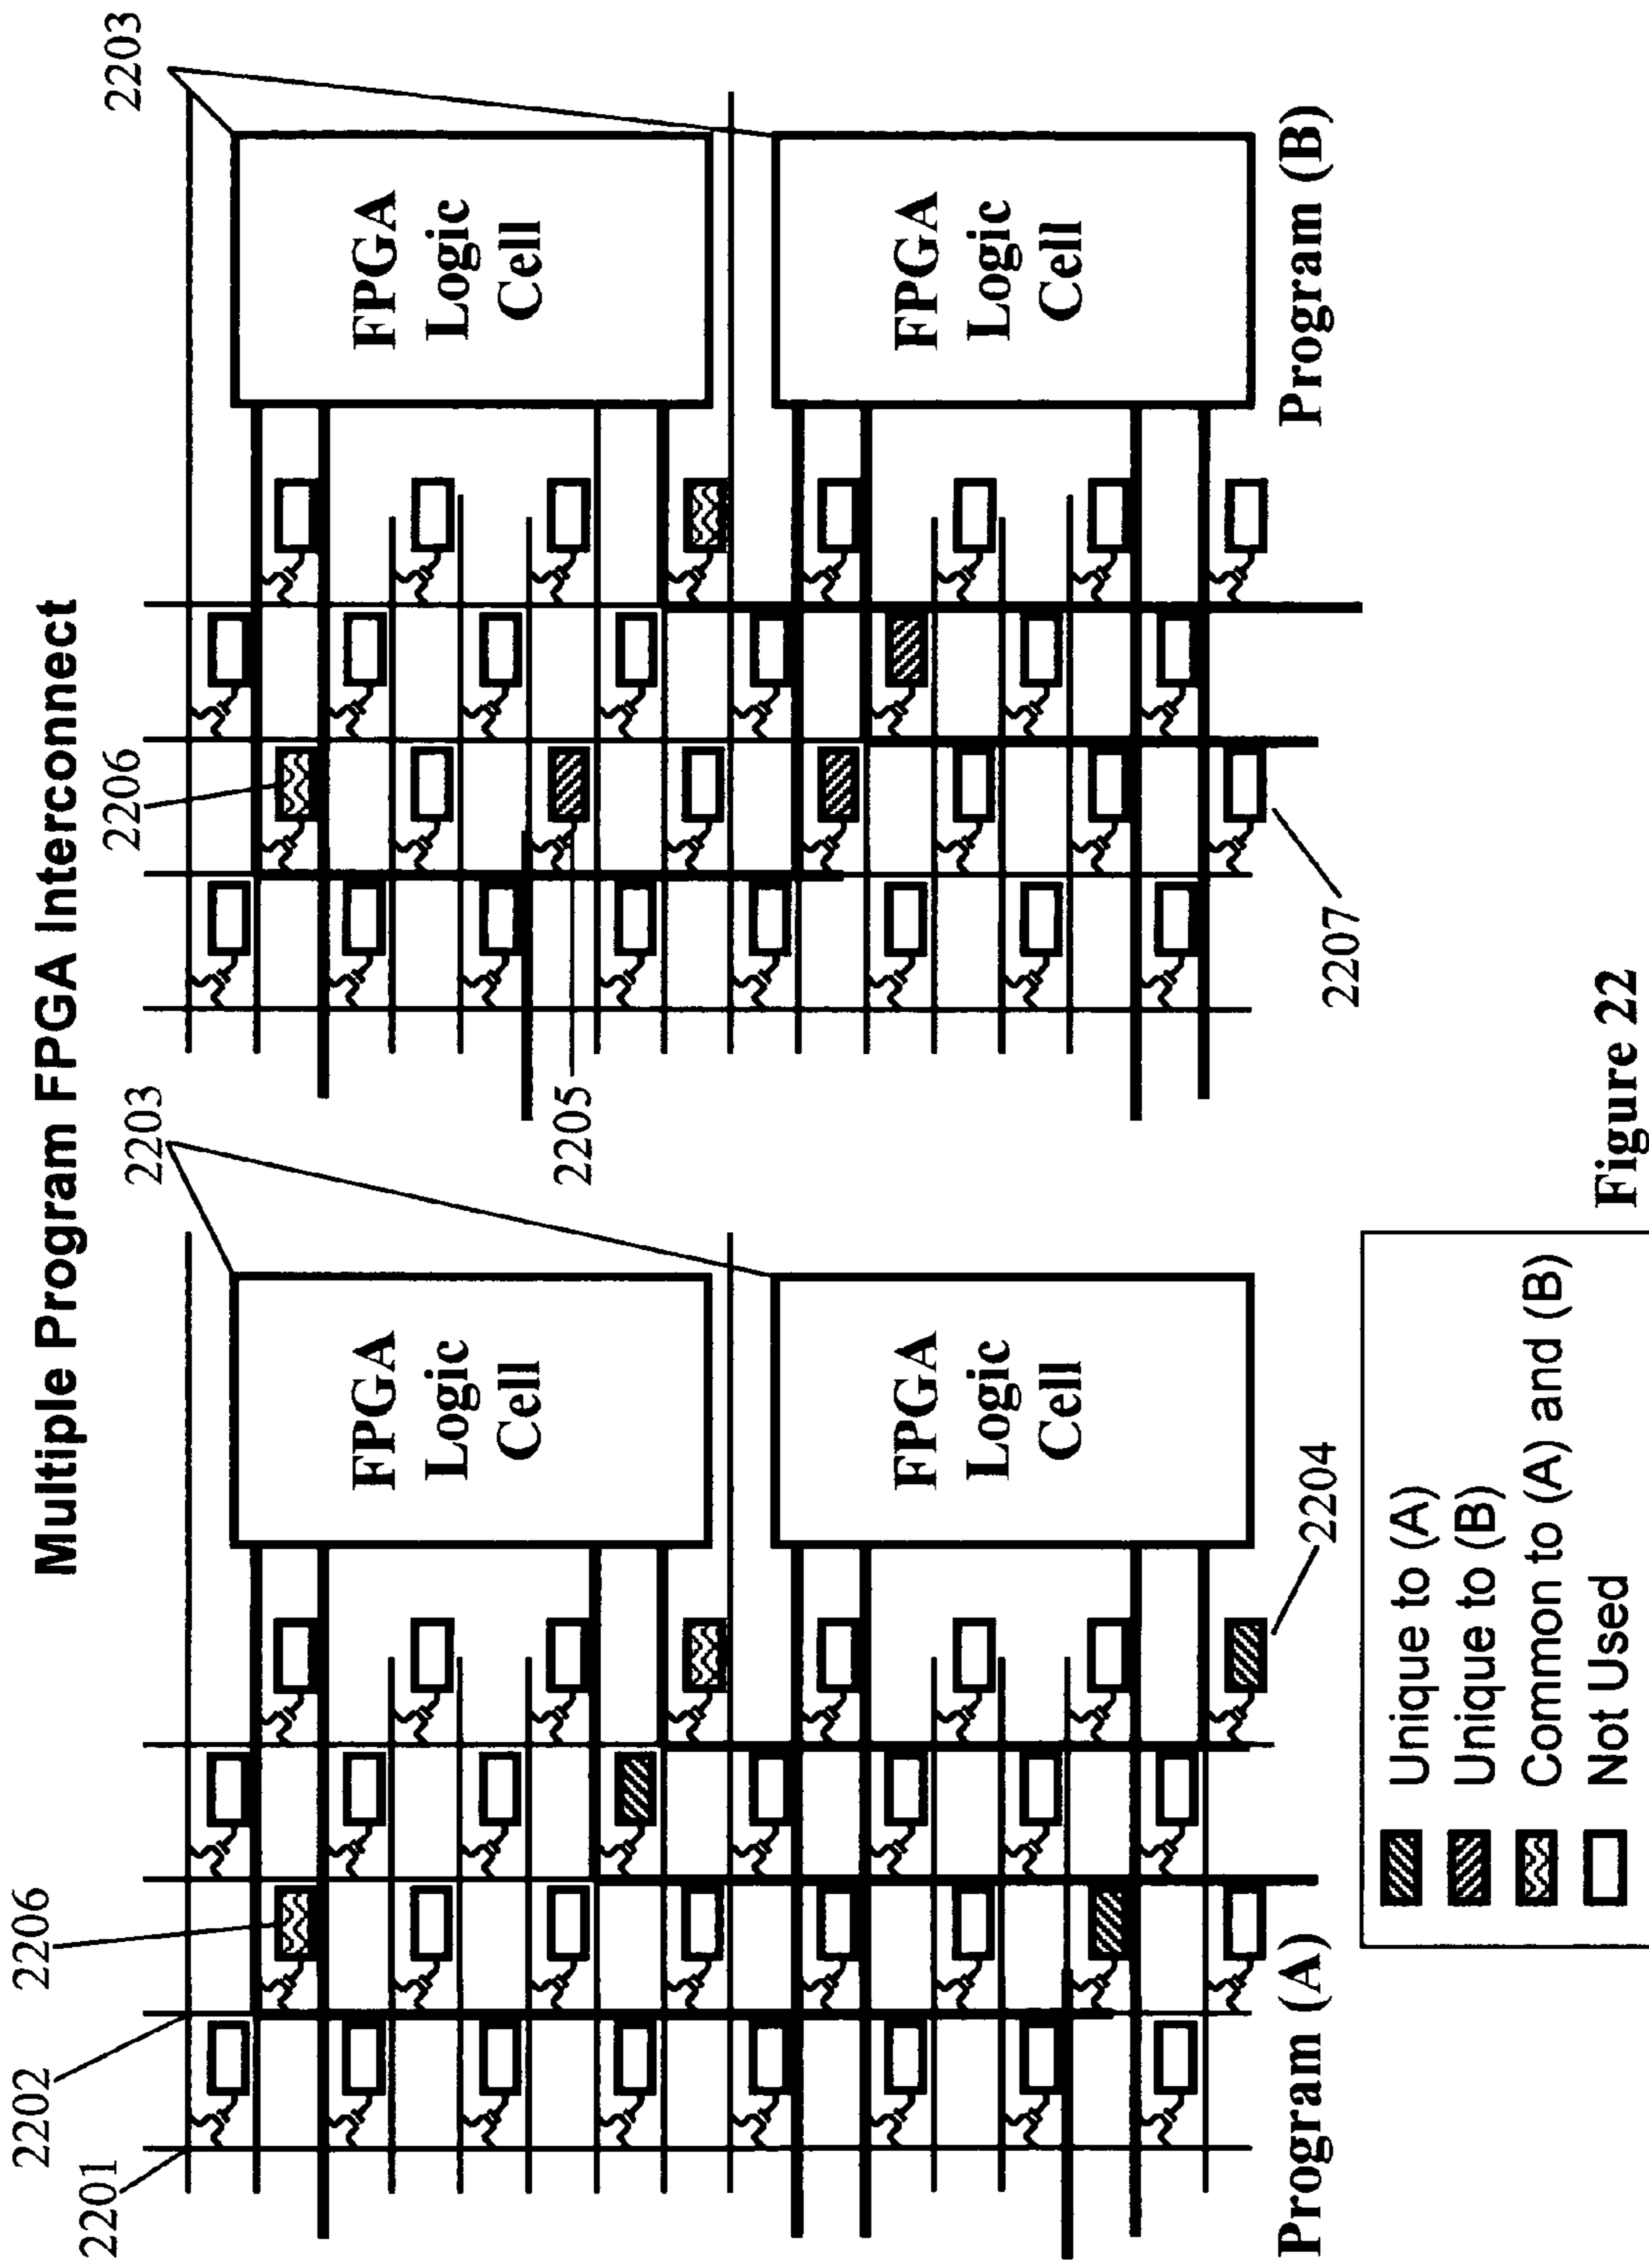 Multiple Program FPGA Interconnect
2201
2202
2206
2203
2206
2203
FPGA
Logic
Cell
FPGA
Logic
Cell
FPGA
Logic
Cell
FPGA
Logic
Cell
2205
2204
2207
Program (A)
Program (B)
Unique to (A)
Unique to (B)
Common to (A) and (B)
Not Used
Figure 22